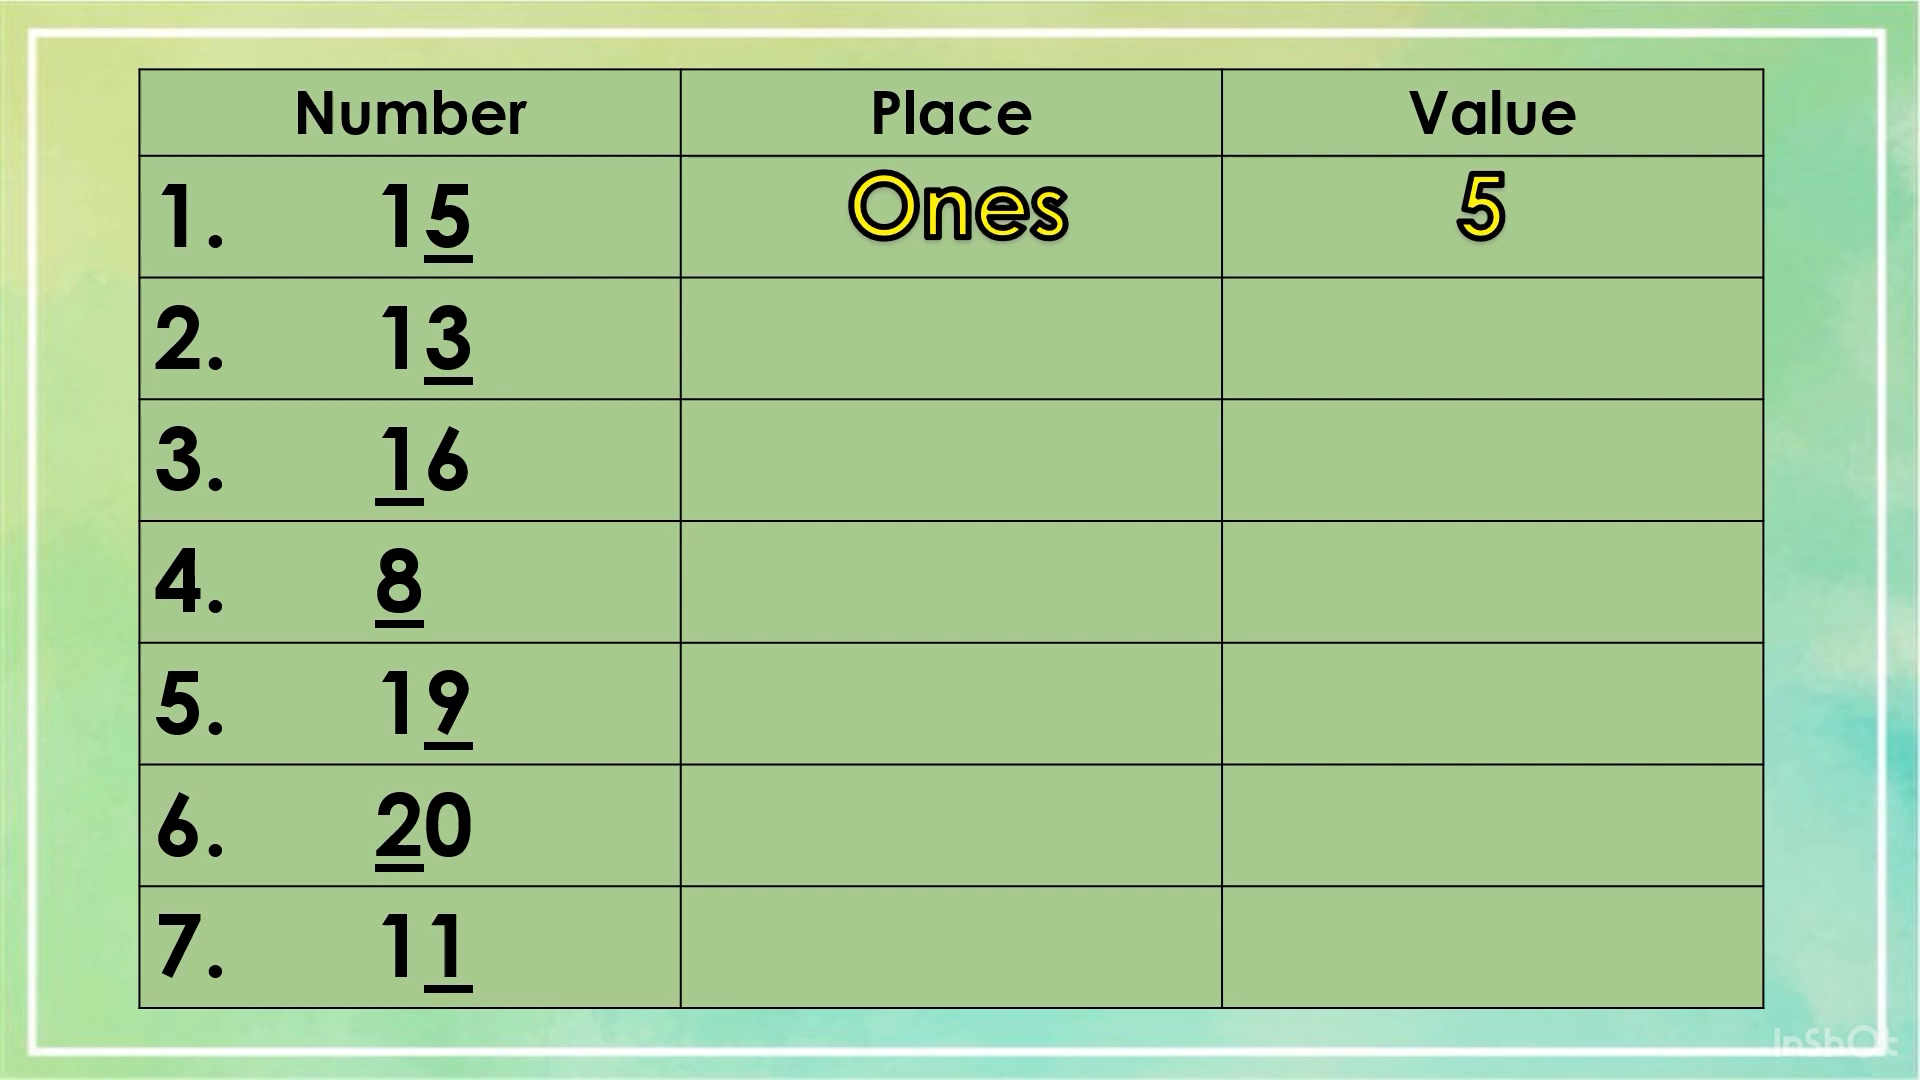 Number Place Value
1. 15 Ones 5
2. 13
3. 16
4. 8
5. 19
6. 20
7. 11
InShOt